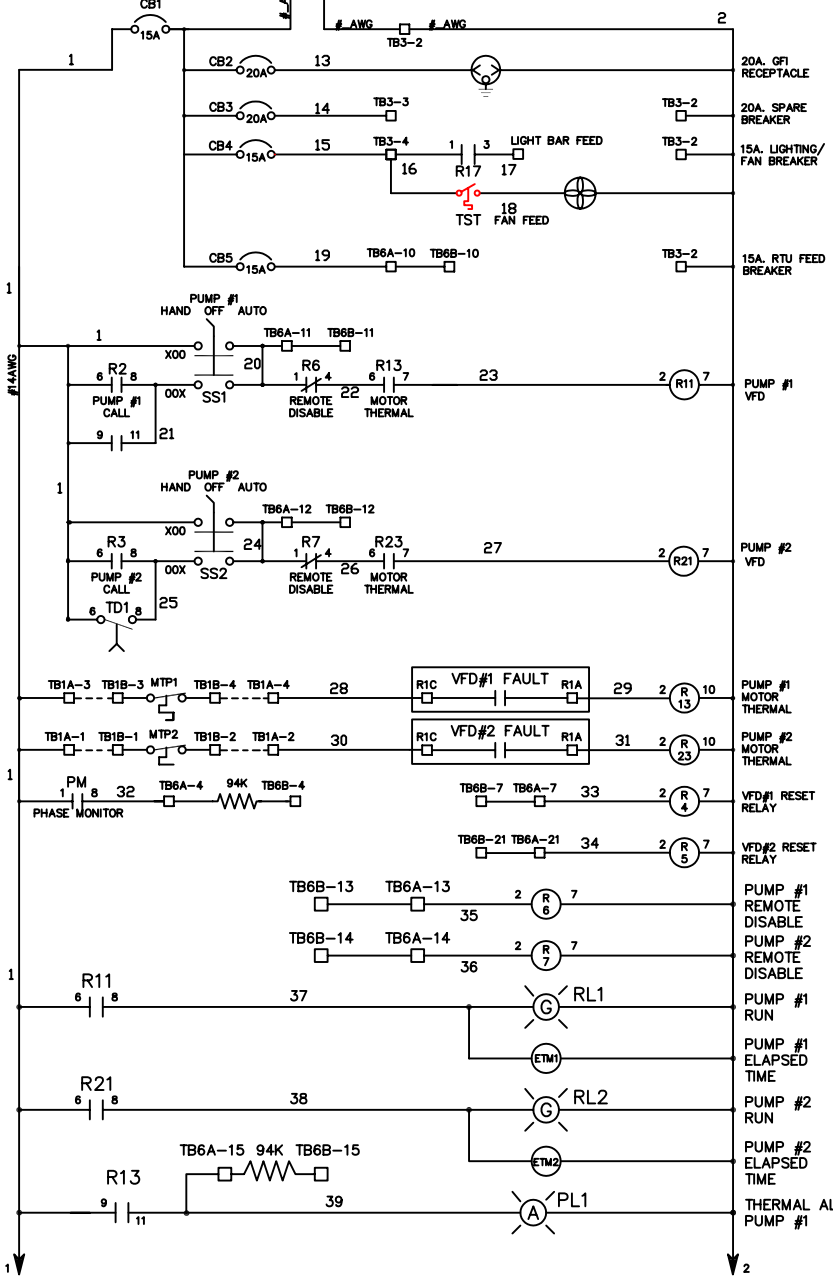 CB1
15A
#_AWG
#_AWG
#_AWG
TB3-2
2
1
CB2
20A
13
20A. GFI
RECEPTACLE
CB3
20A
14
TB3-3
TB3-2
20A. SPARE
BREAKER
CB4
15A
15
TB3-4
1
3
R17
LIGHT BAR FEED
17
TB3-2
15A. LIGHTING/
FAN BREAKER
16
TST
18
FAN FEED
CB5
15A
19
TB6A-10
TB6B-10
TB3-2
15A. RTU FEED
BREAKER
1
#14AWG
PUMP #1
HAND OFF AUTO
1
XOO
TB6A-11
TB6B-11
20
R2
6
8
PUMP #1
CALL
OOX
SS1
R6
1
4
REMOTE
DISABLE
22
R13
6
7
MOTOR
THERMAL
23
2
R11
7
PUMP #1
VFD
9
11
21
1
PUMP #2
HAND OFF AUTO
XOO
TB6A-12
TB6B-12
24
R3
6
8
PUMP #2
CALL
OOX
SS2
R7
1
4
REMOTE
DISABLE
26
R23
6
7
MOTOR
THERMAL
27
2
R21
7
PUMP #2
VFD
TD1
6
8
25
TB1A-3
TB1B-3
MTP1
TB1B-4
TB1A-4
28
R1C
VFD#1 FAULT
R1A
29
2
R
13
10
PUMP #1
MOTOR
THERMAL
TB1A-1
TB1B-1
MTP2
TB1B-2
TB1A-2
30
R1C
VFD#2 FAULT
R1A
31
2
R
23
10
PUMP #2
MOTOR
THERMAL
1
PM
1
8
PHASE MONITOR
32
TB6A-4
94K
TB6B-4
TB6B-7
TB6A-7
33
2
R
4
7
VFD#1 RESET
RELAY
TB6B-21
TB6A-21
34
2
R
5
7
VFD#2 RESET
RELAY
TB6B-13
TB6A-13
35
2
R
6
7
PUMP #1
REMOTE
DISABLE
TB6B-14
TB6A-14
36
2
R
7
7
PUMP #2
REMOTE
DISABLE
1
R11
6
8
37
G
RL1
PUMP #1
RUN
ETM1
PUMP #1
ELAPSED
TIME
R21
6
8
38
G
RL2
PUMP #2
RUN
ETM2
PUMP #2
ELAPSED
TIME
TB6A-15
94K
TB6B-15
R13
9
11
39
A
PL1
THERMAL
PUMP #1
1
2